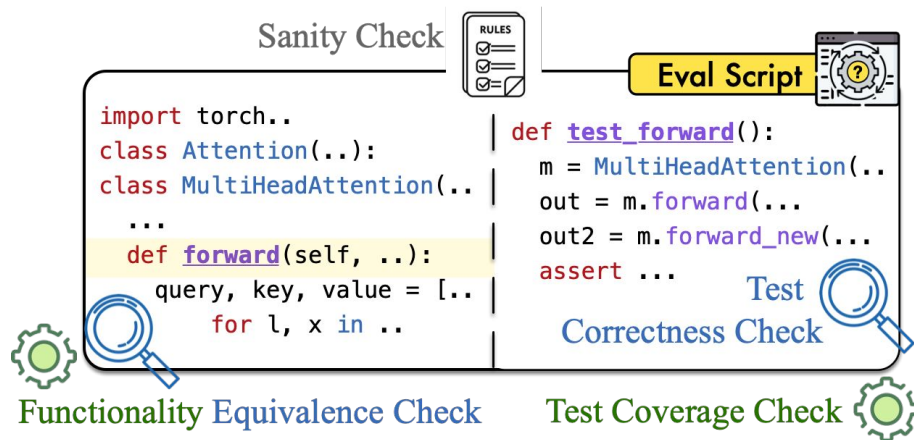 Sanity Check
RULES
Eval Script
?
import torch..
class Attention(..):
class MultiHeadAttention(..
...
def forward(self, ..):
query, key, value = [..
for l, x in ..
def test_forward():
m = MultiHeadAttention(..
out = m.forward(...
out2 = m.forward_new(...
assert ...
Test
Correctness Check
Functionality Equivalence Check
Test Coverage Check